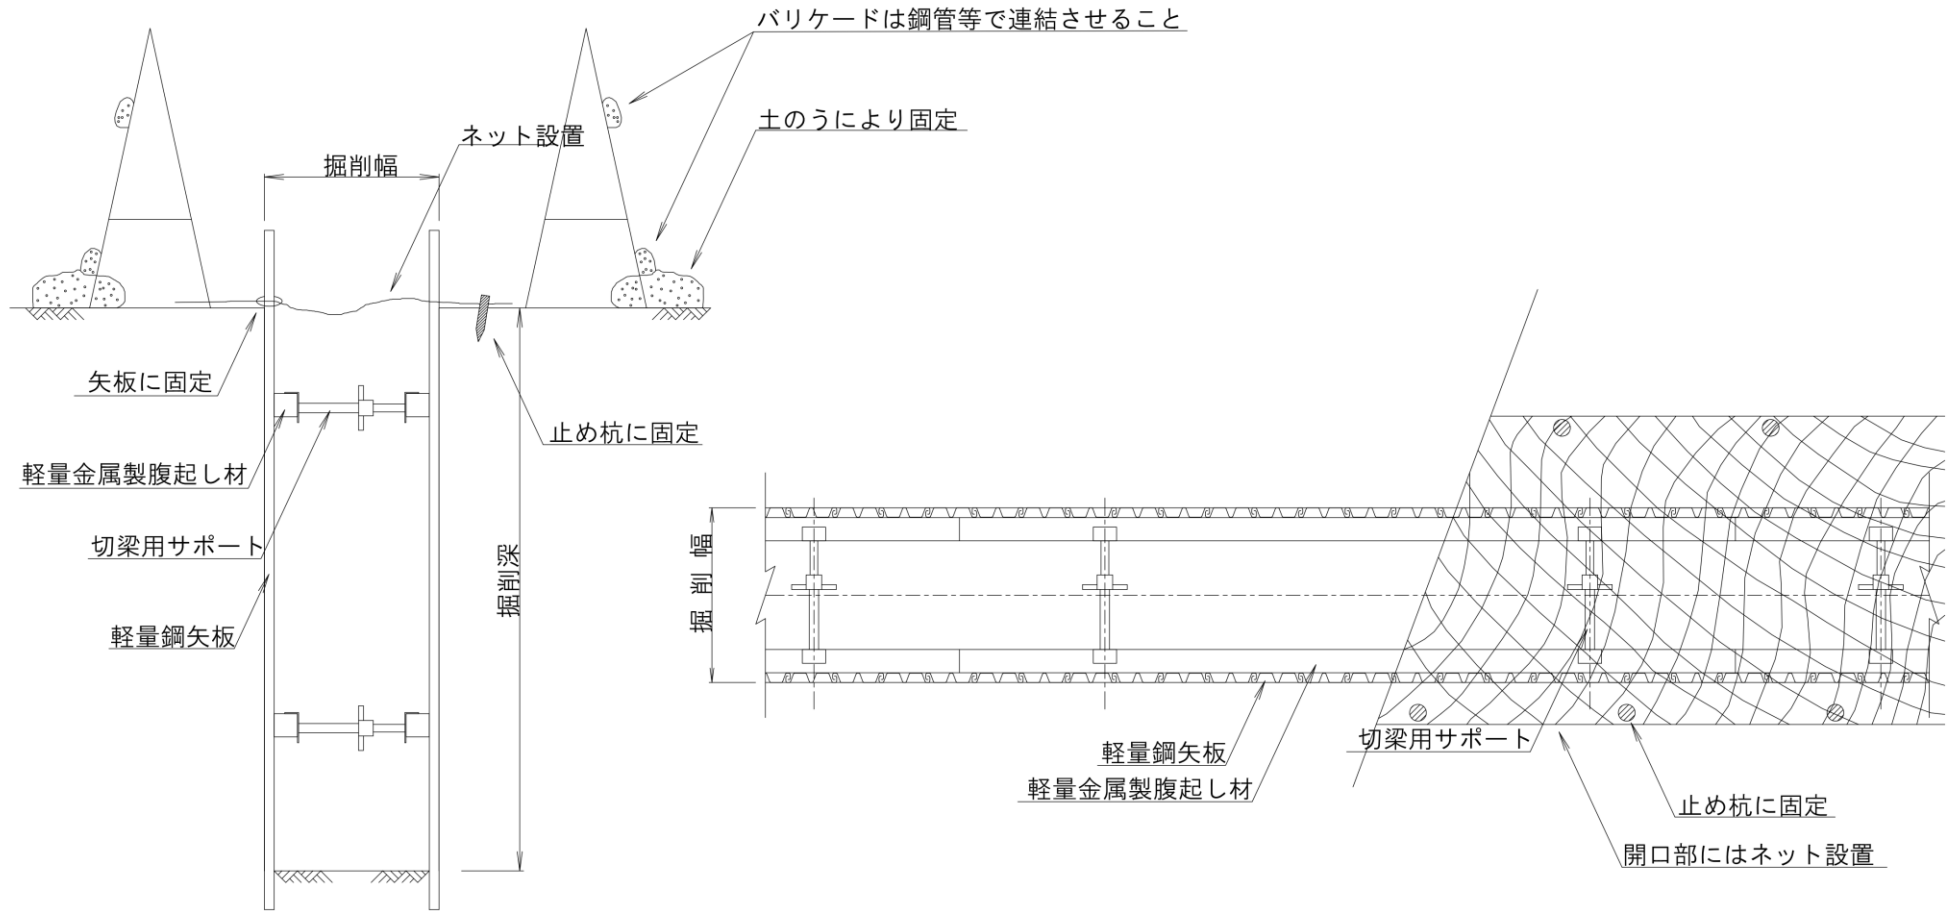 バリケードは鋼管等で連結させること
土のうにより固定
ネット設置
掘削幅
矢板に固定
止め杭に固定
軽量金属製腹起し材
切梁用サポート
掘削深
軽量鋼矢板
掘削幅
軽量鋼矢板
軽量金属製腹起し材
切梁用サポート
止め杭に固定
開口部にはネット設置